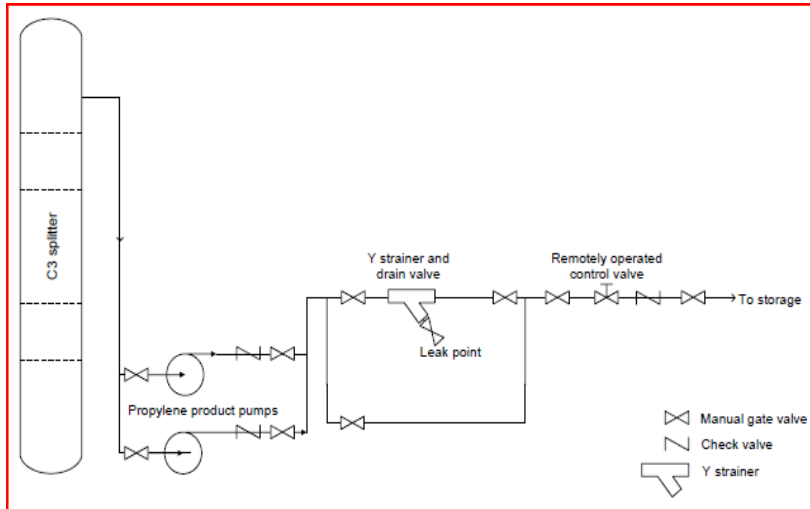 C3 splitter
Y strainer and
drain valve
Remotely operated
control valve
To storage
Leak point
Propylene product pumps
Manual gate valve
Check valve
Y strainer